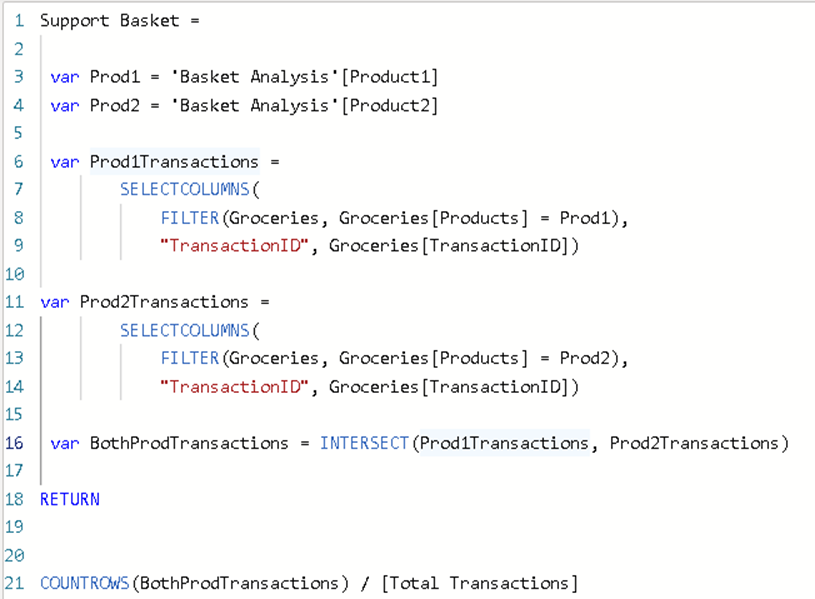 1 Support Basket =
2
3 var Prod1 = 'Basket Analysis'[Product1]
4 var Prod2 = 'Basket Analysis'[Product2]
5
6 var Prod1Transactions =
7 SELECTCOLUMNS(
8 FILTER(Groceries, Groceries[Products] = Prod1),
9 "TransactionID", Groceries[TransactionID])
10
11 var Prod2Transactions =
12 SELECTCOLUMNS(
13 FILTER(Groceries, Groceries[Products] = Prod2),
14 "TransactionID", Groceries[TransactionID])
15
16 var BothProdTransactions = INTERSECT(Prod1Transactions, Prod2Transactions)
17
18 RETURN
19
20
21 COUNTROWS(BothProdTransactions) / [Total Transactions]